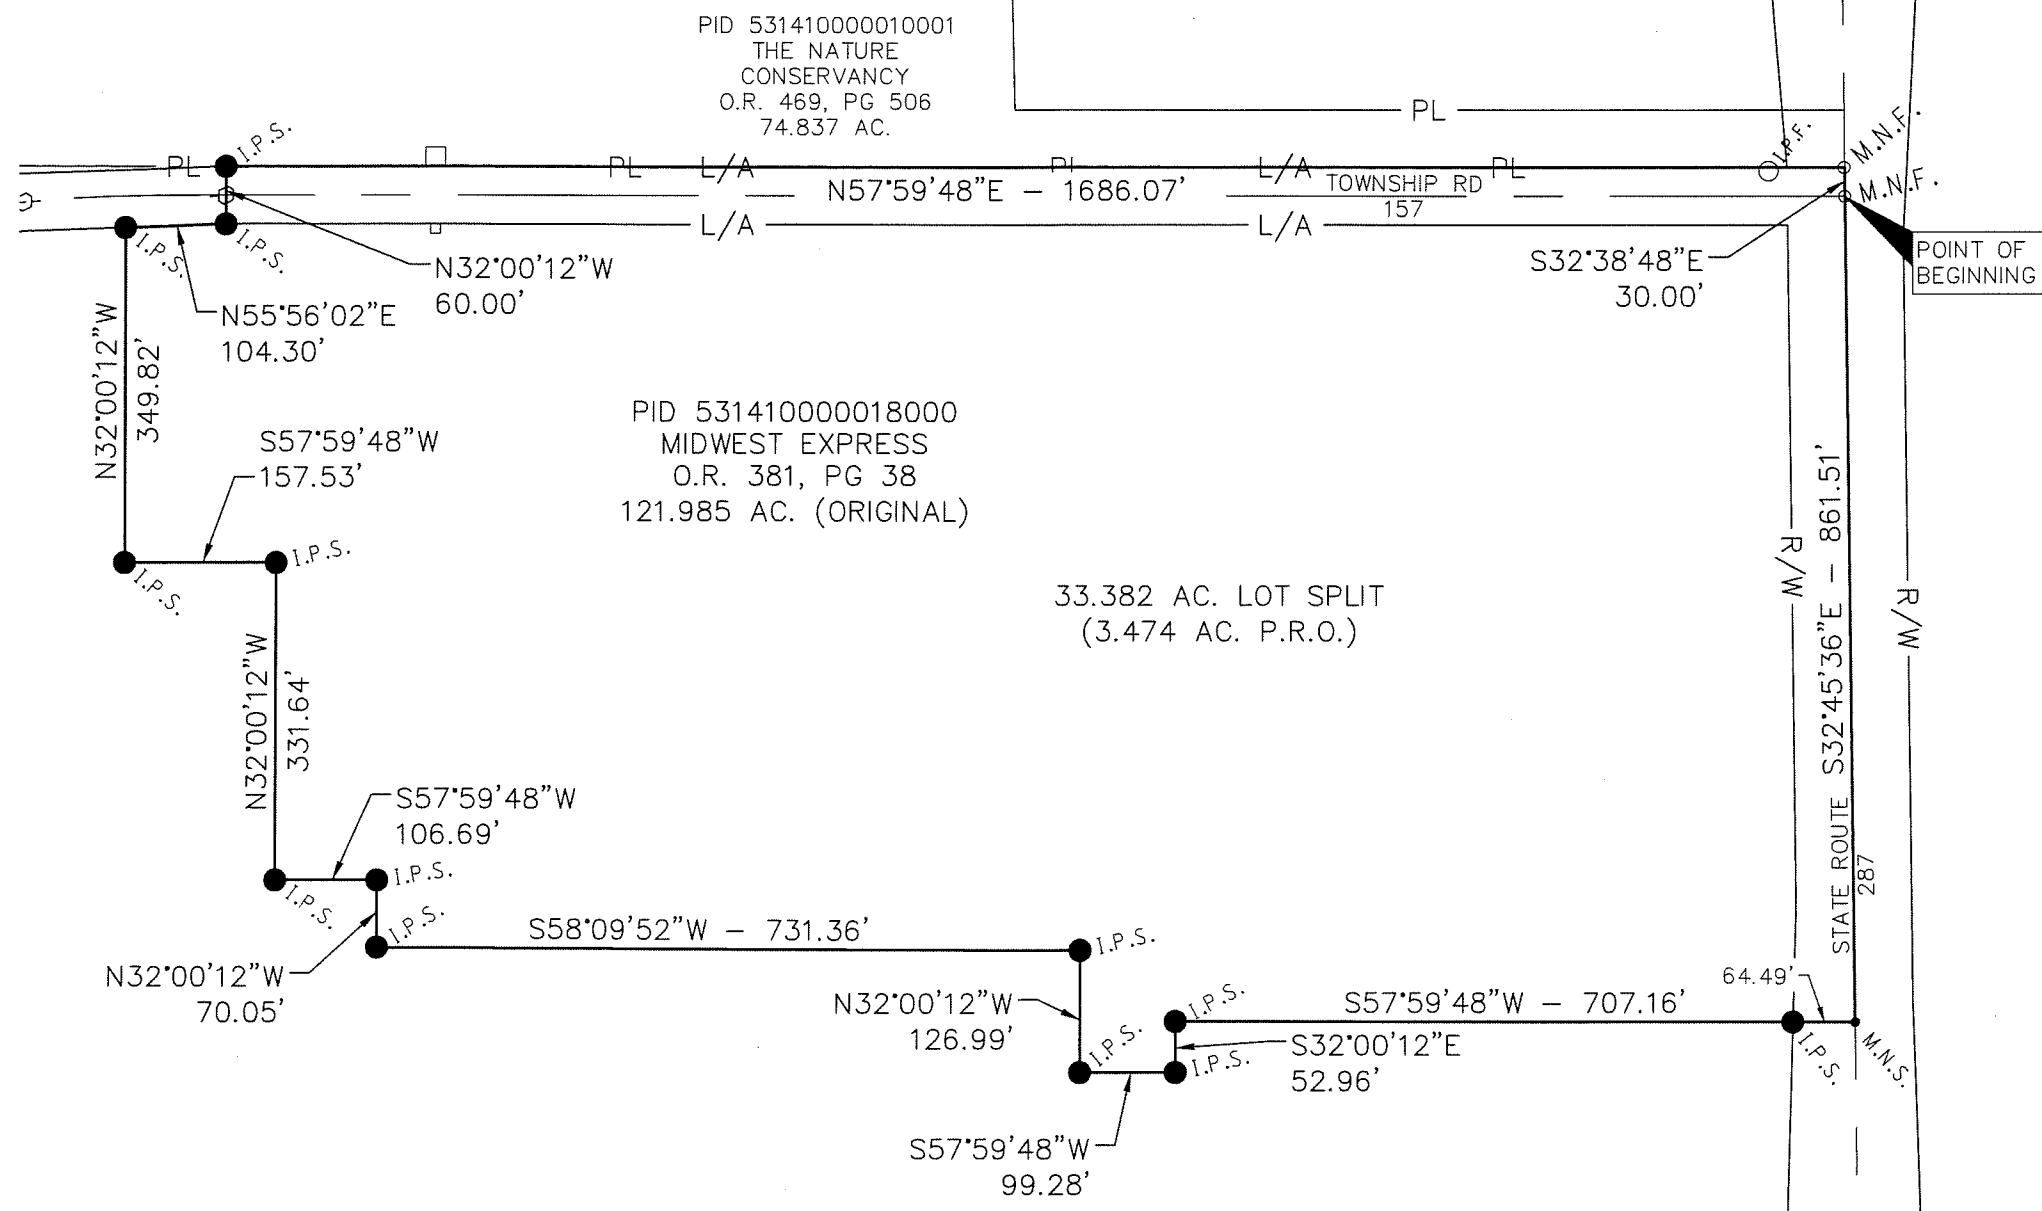 PID 531410000010001
THE NATURE
CONSERVANCY
O.R. 469, PG 506
74.837 AC.
PL
I.P.S.
I.P.F.
M.N.F.
PL
PL
L/A
PL
L/A
PL
N57°59'48"E – 1686.07'
TOWNSHIP RD
157
M.N.F.
I.P.S.
I.P.S.
L/A
L/A
POINT OF
BEGINNING
S32°38'48"E
30.00'
N32°00'12"W
60.00'
N55°56'02"E
104.30'
N32°00'12"W
349.82'
PID 531410000018000
MIDWEST EXPRESS
O.R. 381, PG 38
121.985 AC. (ORIGINAL)
S57°59'48"W
157.53'
I.P.S.
I.P.S.
33.382 AC. LOT SPLIT
(3.474 AC. P.R.O.)
R/W
S32°45'36"E – 861.51'
R/W
N32°00'12"W
331.64'
S57°59'48"W
106.69'
STATE ROUTE
287
I.P.S.
I.P.S.
I.P.S.
S58°09'52"W – 731.36'
I.P.S.
N32°00'12"W
70.05'
64.49'
N32°00'12"W
126.99'
I.P.S.
S57°59'48"W – 707.16'
I.P.S.
I.P.S.
S32°00'12"E
52.96'
I.P.S.
M.N.S.
S57°59'48"W
99.28'